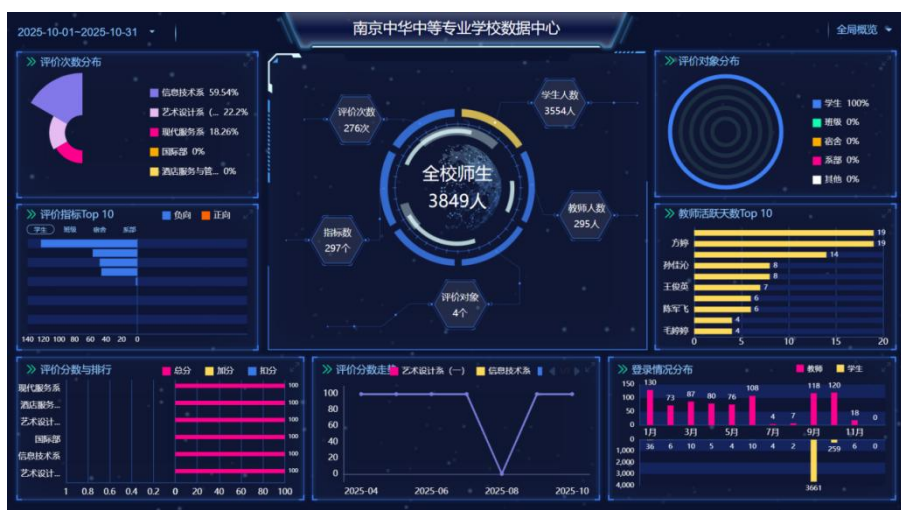 2025-10-01~2025-10-31
南京中华中等专业学校数据中心
全局概览
评价次数分布
信息技术系 59.54%
艺术设计系 (... 22.2%
现代服务系 18.26%
国际部 0%
酒店服务与管... 0%
评价次数
276次
学生人数
3554人
全校师生
3849人
指标数
297个
教师人数
295人
评价对象
4个
评价对象分布
学生 100%
班级 0%
宿舍 0%
系部 0%
其他 0%
评价指标Top 10
负向 正向
学生 班级 宿舍 系部
140 120 100 80 60 40 20 0
教师活跃天数Top 10
19
方婷 19
14
孙佳沁 8
8
王俊英 7
6
陈军飞 6
4
毛婷婷 4
0 5 10 15 20
评价分数与排行
总分 加分 扣分
现代服务系 100
酒店服务... 100
艺术设计... 100
国际部 100
信息技术系 100
艺术设计... 100
1 0.8 0.6 0.4 0.2 0 20 40 60 80 100
评价分数走势
艺术设计系 (一) 信息技术系
100
80
60
40
20
0
2025-04 2025-06 2025-08 2025-10
登录情况分布
教师 学生
150
100
50
0
130 73 87 80 76 108 4 7 118 120 18 0
1月 3月 5月 7月 9月 11月
0
1,000
2,000
3,000
4,000
36 6 10 5 4 10 4 2 3661 259 6 0